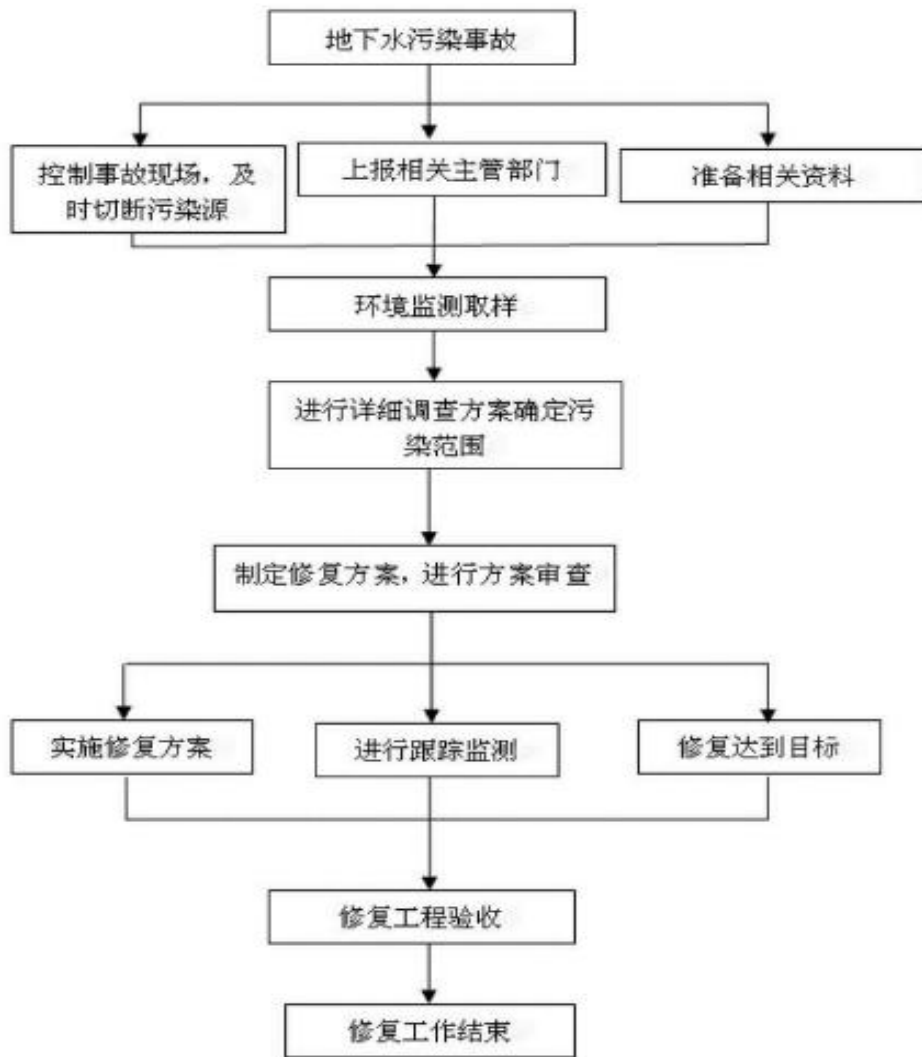 地下水污染事故
控制事故现场，及
时切断污染源
上报相关主管部门
准备相关资料
环境监测取样
进行详细调查方案确定污
染范围
制定修复方案，进行方案审查
实施修复方案
进行跟踪监测
修复达到目标
修复工程验收
修复工作结束